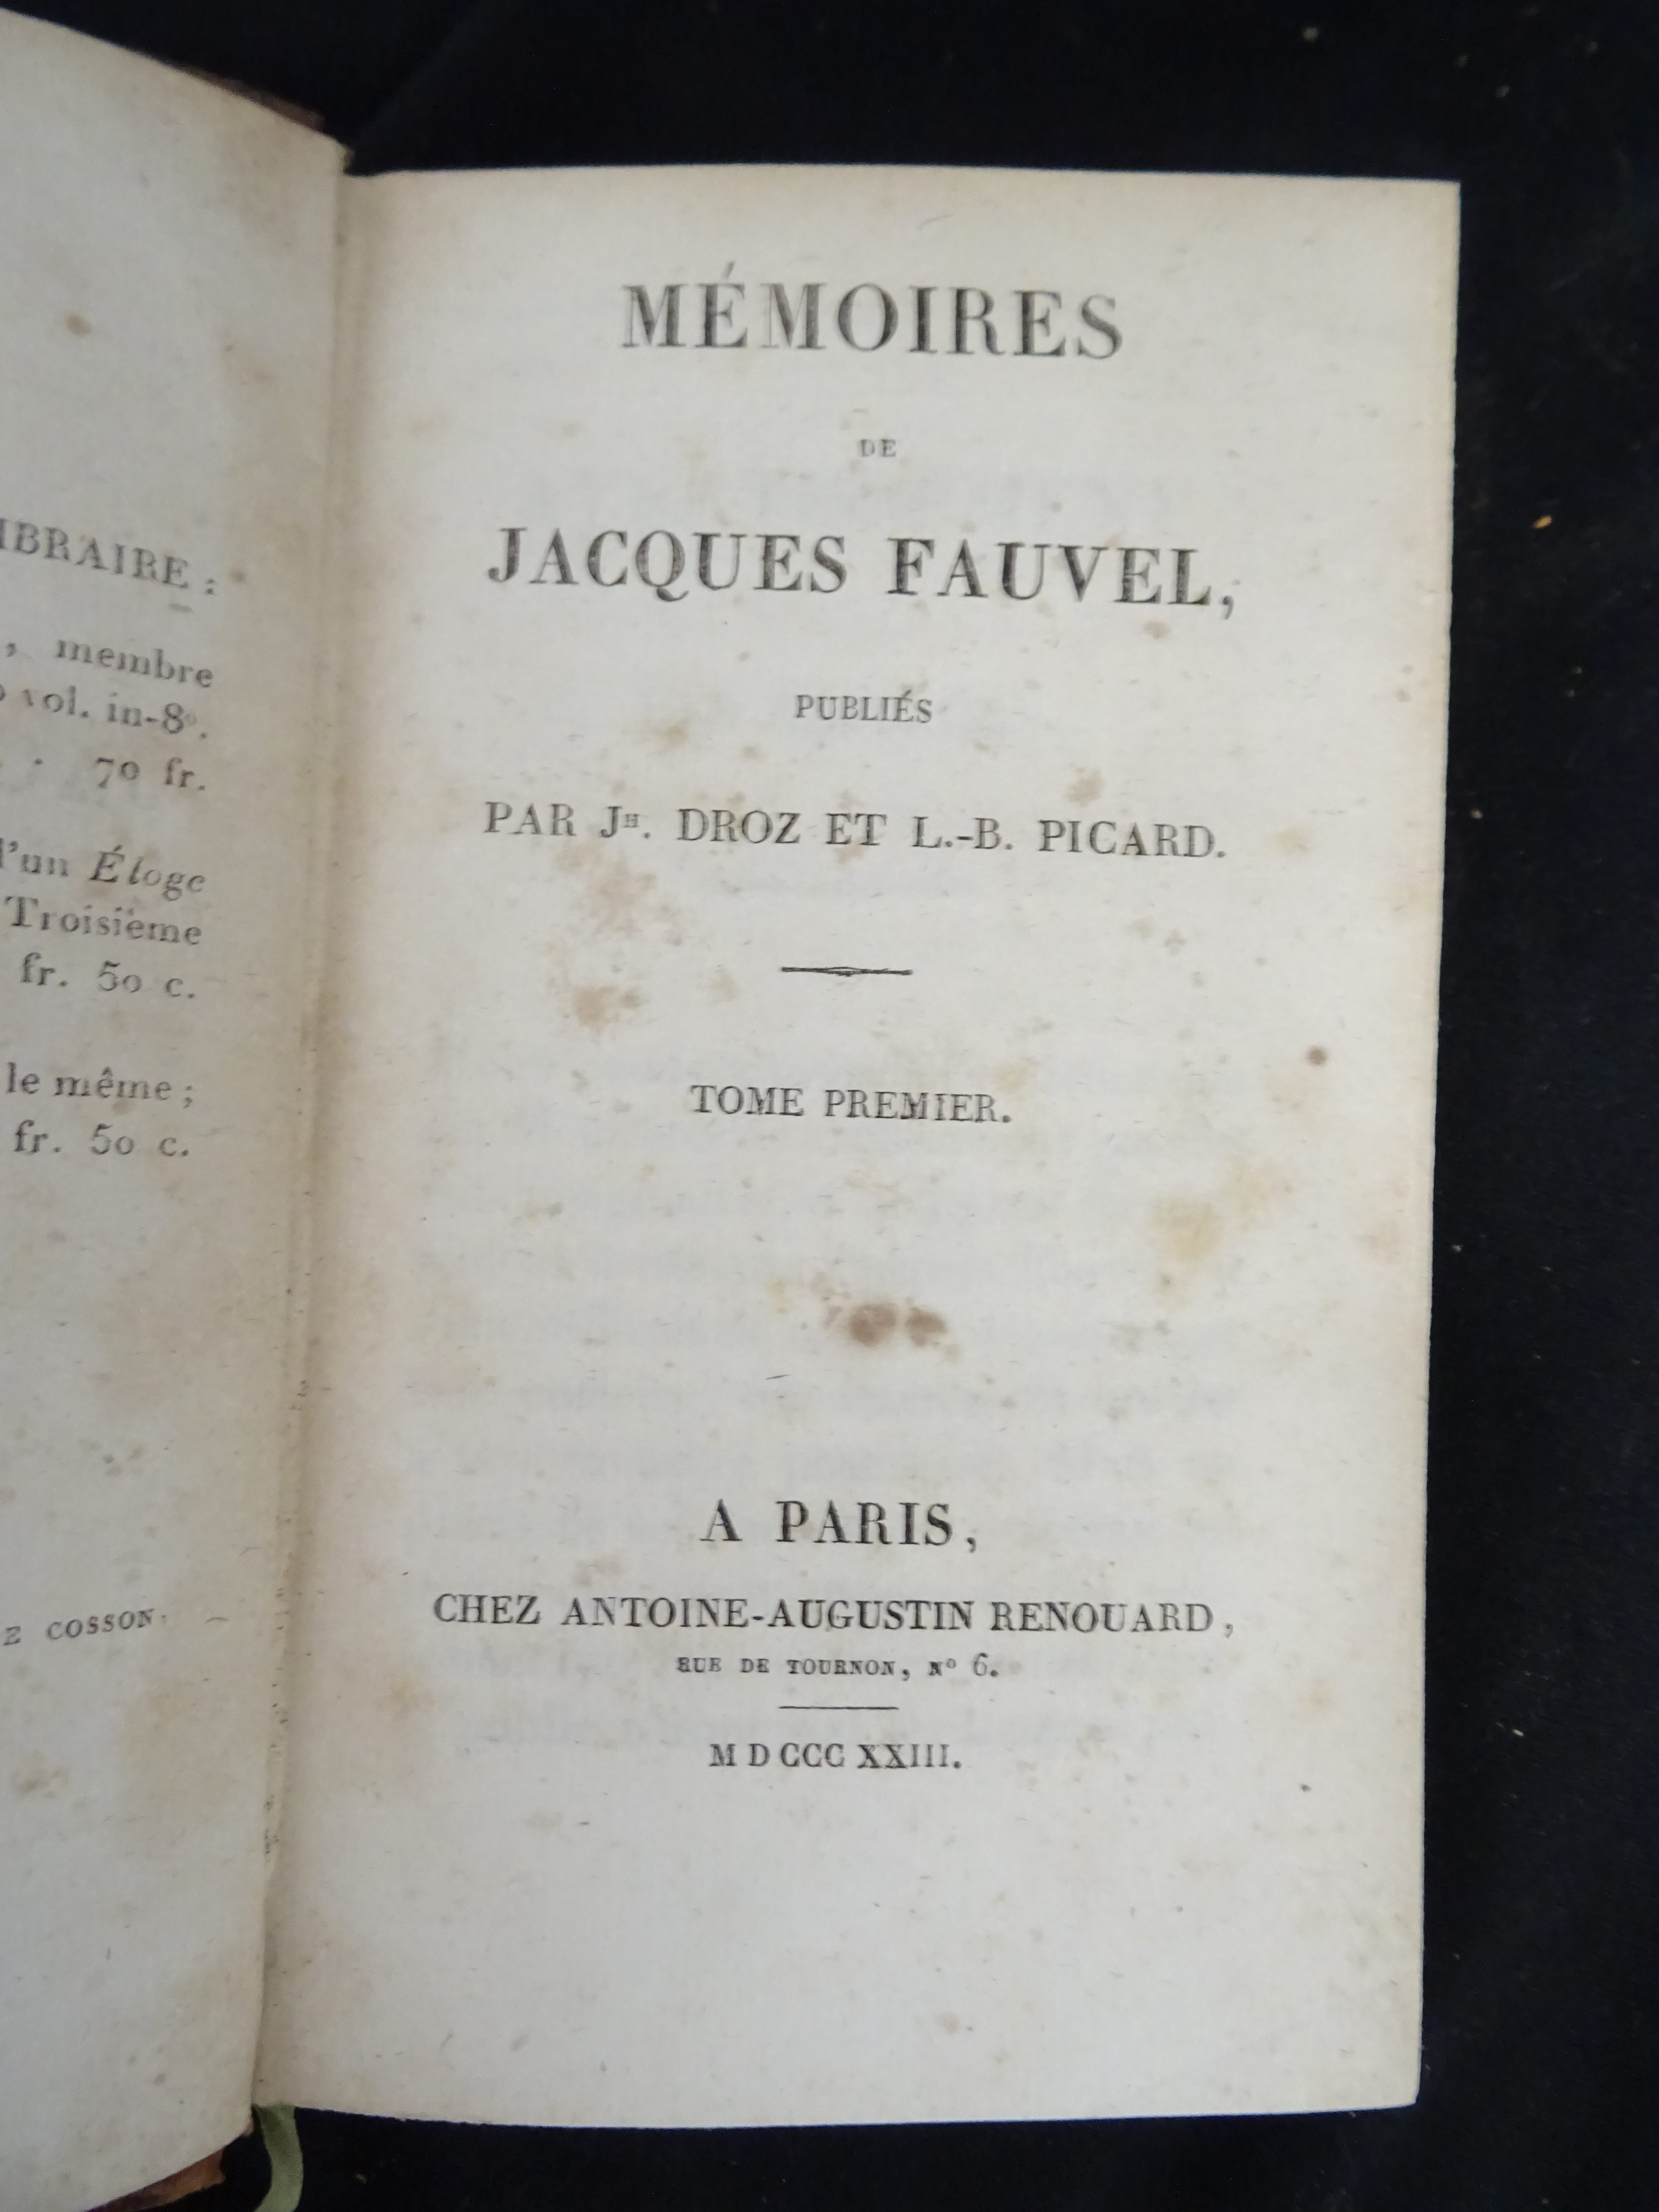 IBRAIRE :
, membre
vol. in-8°.
70 fr.
l'un Éloge
Troisième
fr. 50 c.
le même ;
fr. 50 c.
E COSSON.
MÉMOIRES
DE
JACQUES FAUVEL,
PUBLIÉS
PAR Jh. DROZ ET L.-B. PICARD.
TOME PREMIER.
A PARIS,
CHEZ ANTOINE-AUGUSTIN RENOUARD,
RUE DE TOURNON, N° 6.
M D CCC XXIII.